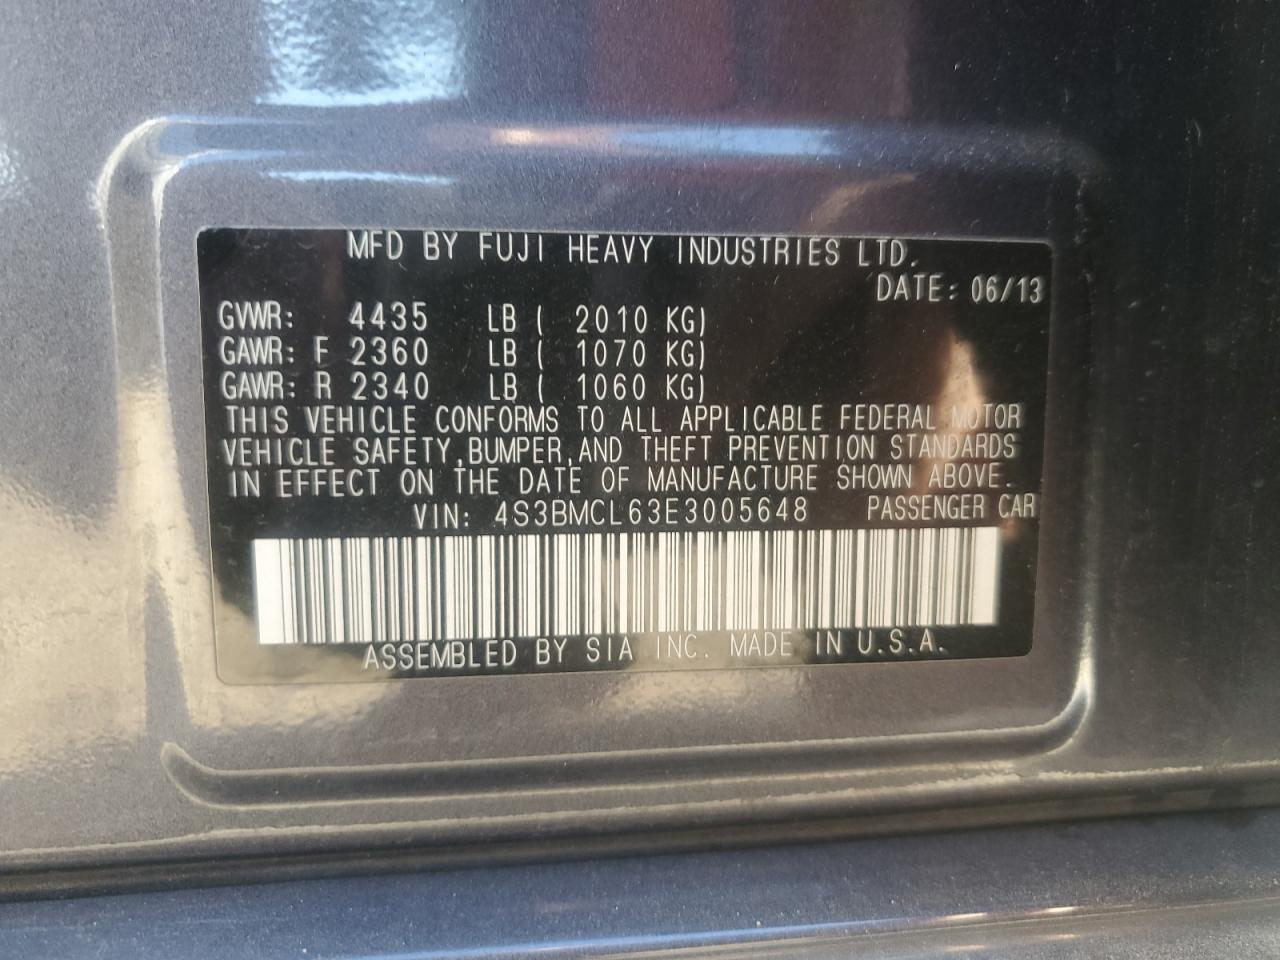 MFD BY FUJI HEAVY INDUSTRIES LTD.
DATE: 06/13
GVWR: 4435 LB ( 2010 KG)
GAWR: F 2360 LB ( 1070 KG)
GAWR: R 2340 LB ( 1060 KG)
THIS VEHICLE CONFORMS TO ALL APPLICABLE FEDERAL MOTOR
VEHICLE SAFETY,BUMPER,AND THEFT PREVENTION STANDARDS
IN EFFECT ON THE DATE OF MANUFACTURE SHOWN ABOVE.
VIN: 4S3BMCL63E3005648 PASSENGER CAR
ASSEMBLED BY SIA INC. MADE IN U.S.A.